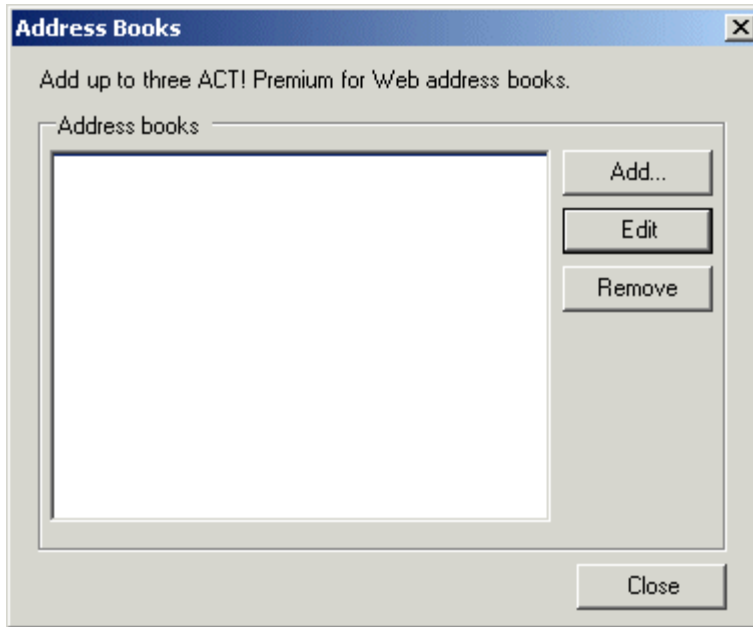 Address Books
Add up to three ACT! Premium for Web address books.
Address books
Add...
Edit
Remove
Close